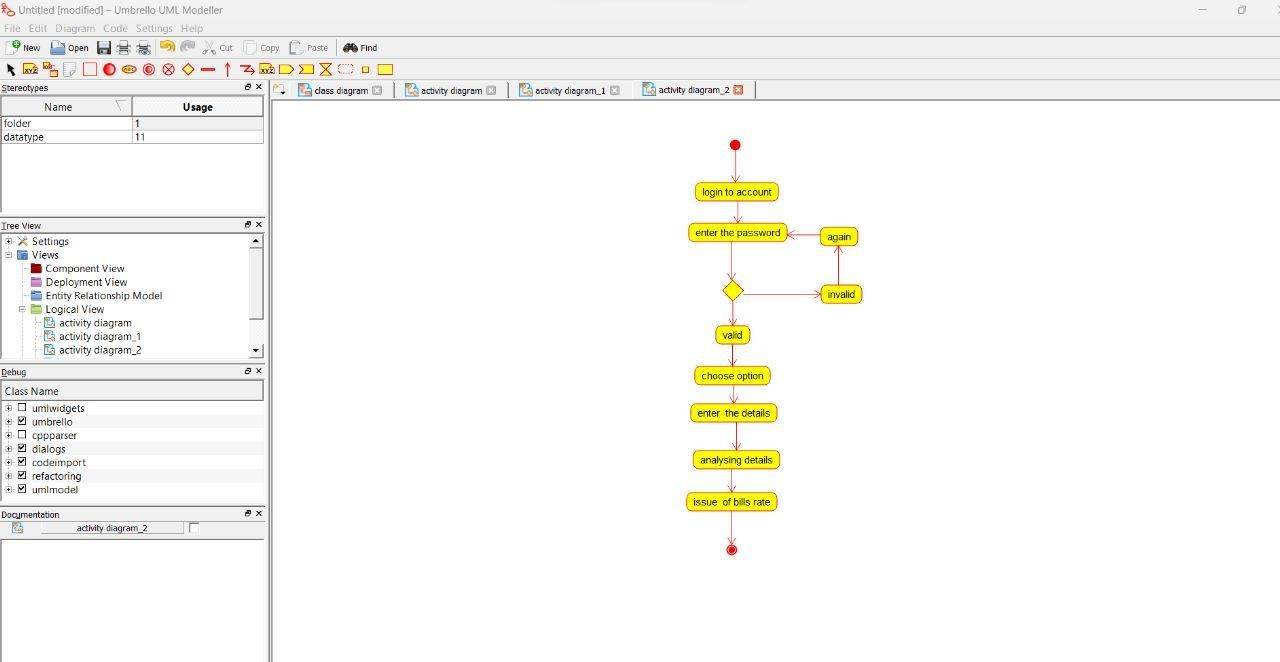 Untitled [modified] – Umbrello UML Modeller
File Edit Diagram Code Settings Help
New Open Cut Copy Paste Find
XYZ ABC XYZ
Stereotypes
Name Usage
folder 1
datatype 11
Tree View
Settings
Views
Component View
Deployment View
Entity Relationship Model
Logical View
activity diagram
activity diagram_1
activity diagram_2
Debug
Class Name
umlwidgets
umbrello
cppparser
dialogs
codeimport
refactoring
umlmodel
Documentation
activity diagram_2
class diagram activity diagram activity diagram_1 activity diagram_2
login to account
enter the password
again
invalid
valid
choose option
enter the details
analysing details
issue of bills rate